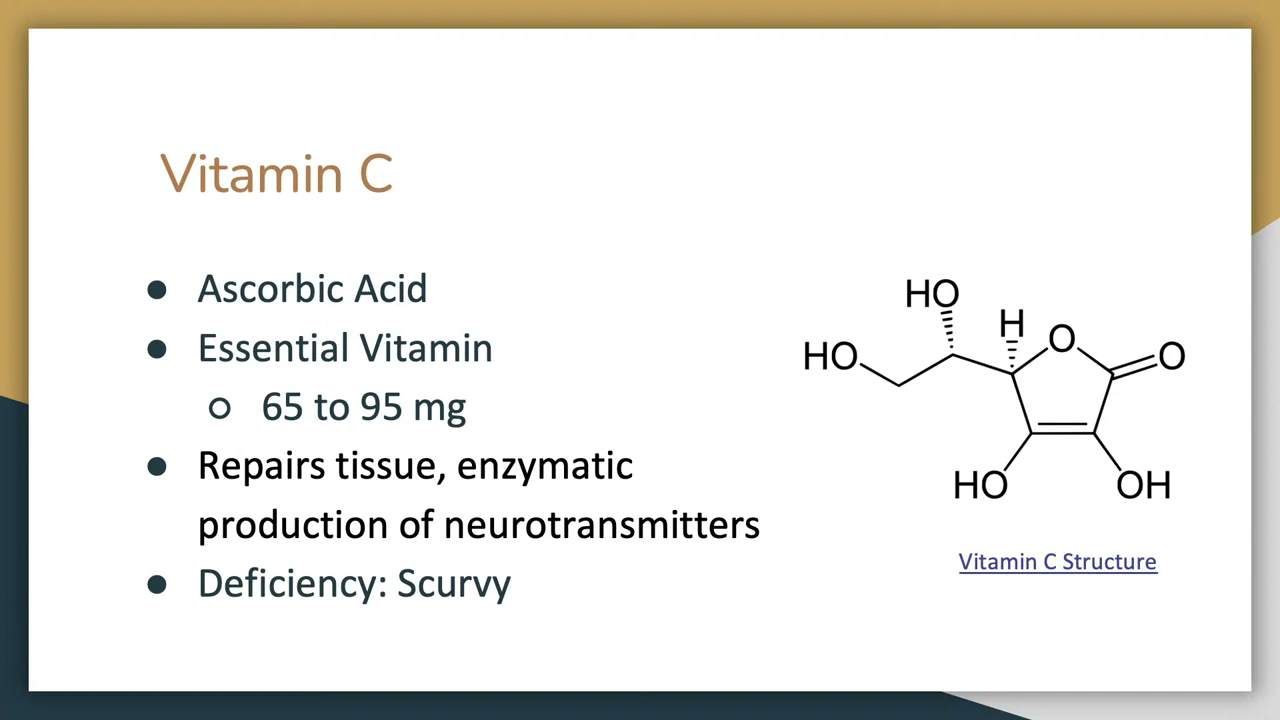 Vitamin C
● Ascorbic Acid
● Essential Vitamin
○ 65 to 95 mg
● Repairs tissue, enzymatic
production of neurotransmitters
● Deficiency: Scurvy
HO
H
O
HO
O
HO
OH
Vitamin C Structure